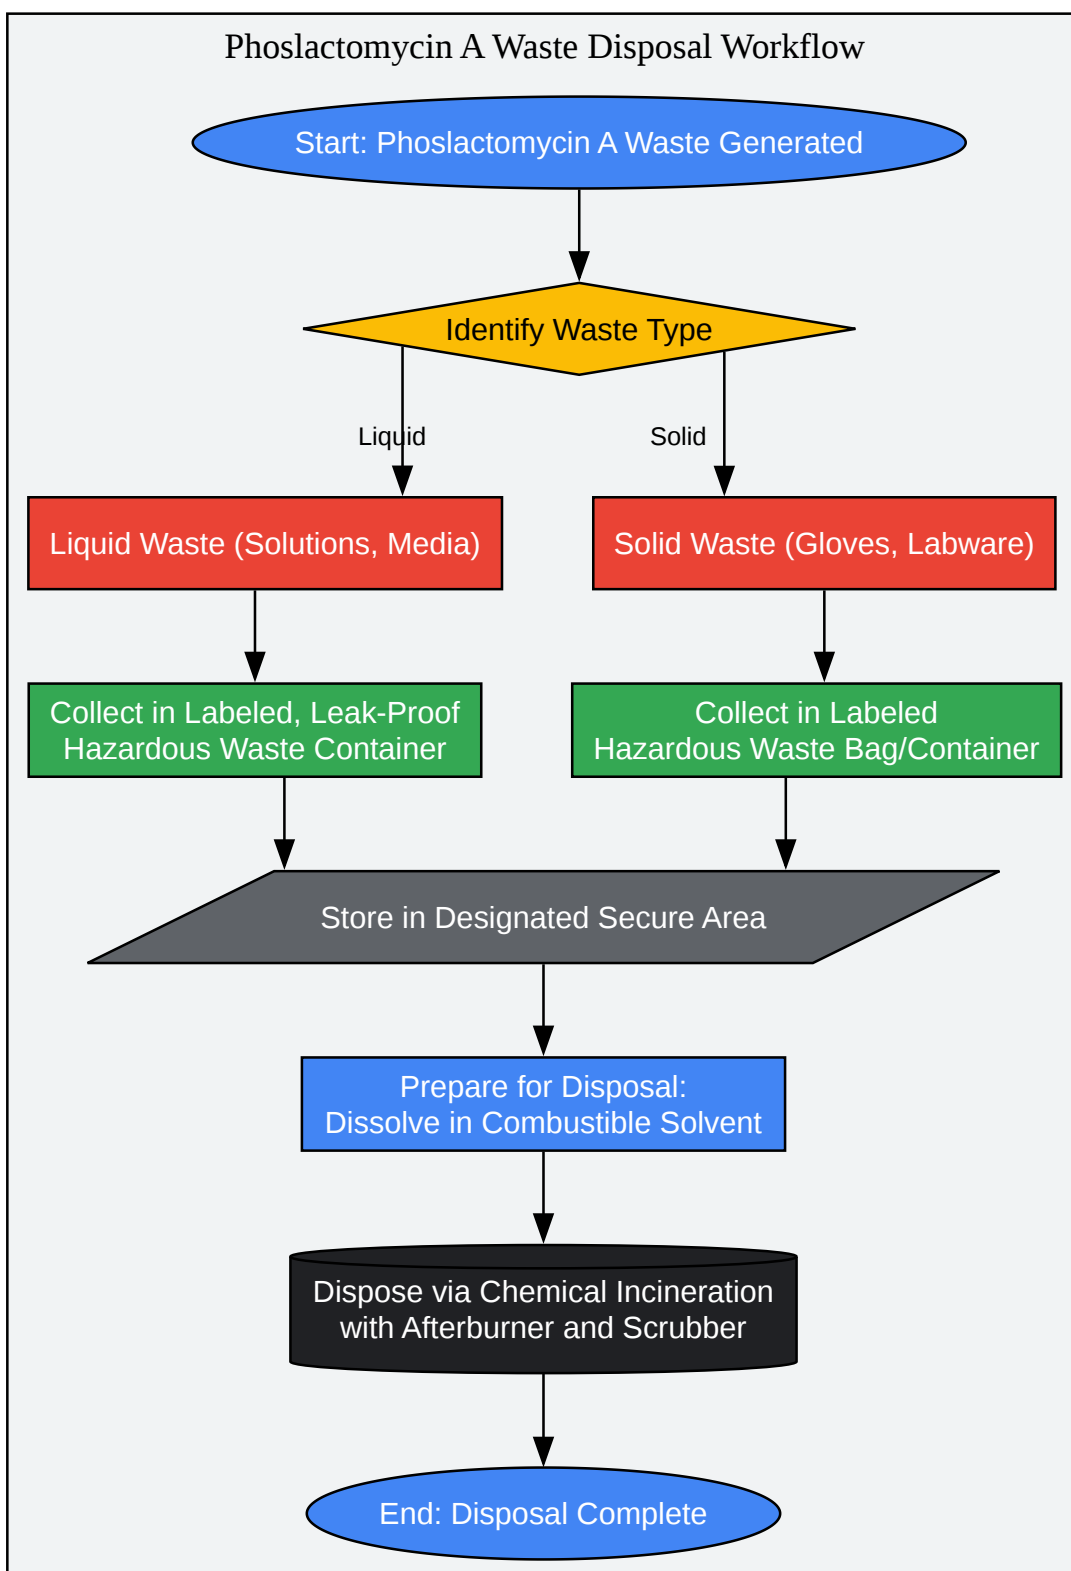 Phoslactomycin A Waste Disposal Workflow
Start: Phoslactomycin A Waste Generated
Identify Waste Type
Liquid
Solid
Liquid Waste (Solutions, Media)
Solid Waste (Gloves, Labware)
Collect in Labeled, Leak-Proof
Hazardous Waste Container
Collect in Labeled
Hazardous Waste Bag/Container
Store in Designated Secure Area
Prepare for Disposal:
Dissolve in Combustible Solvent
Dispose via Chemical Incineration
with Afterburner and Scrubber
End: Disposal Complete